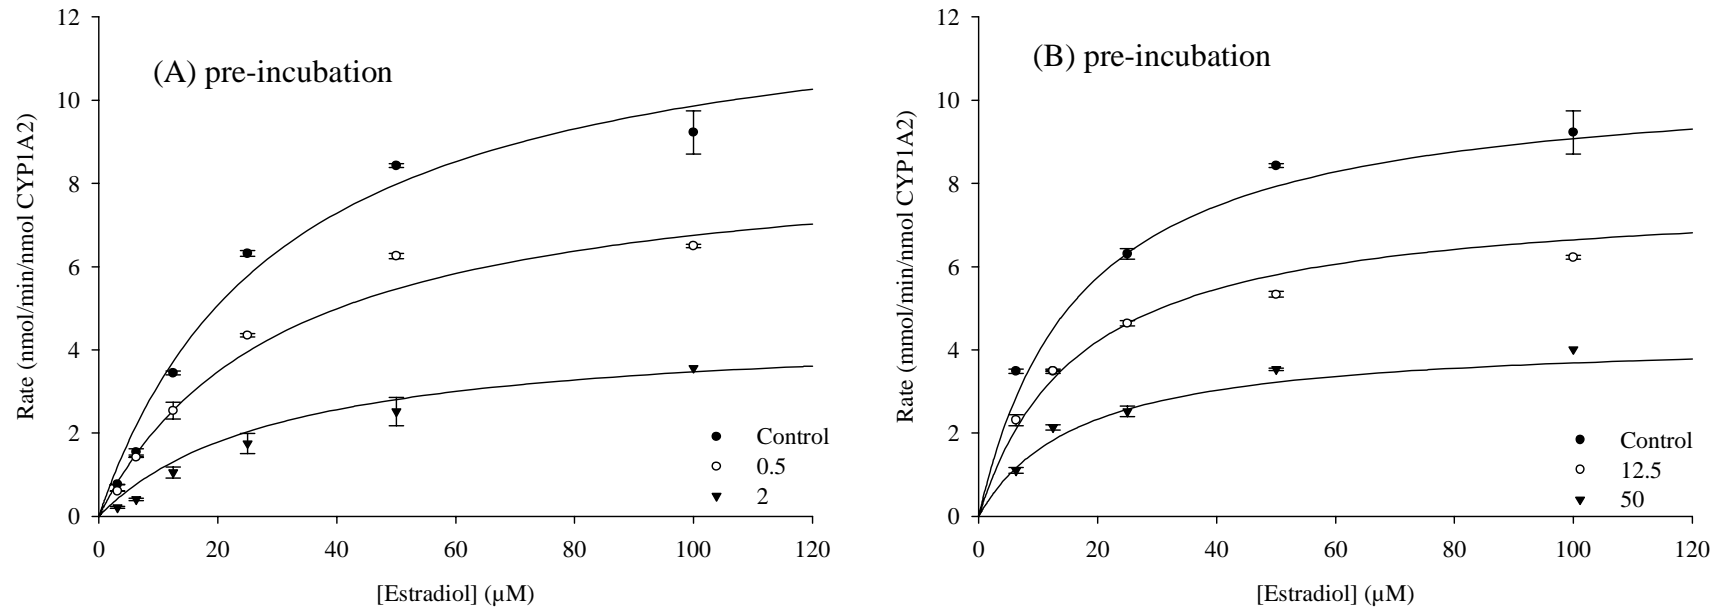 (A) pre-incubation
Rate (nmol/min/nmol CYP1A2)
12
10
8
6
4
2
0
0 20 40 60 80 100 120
[Estradiol] (µM)
Control
0.5
2
(B) pre-incubation
Rate (mmol/min/nmol CYP1A2)
12
10
8
6
4
2
0
0 20 40 60 80 100 120
[Estradiol] (µM)
Control
12.5
50